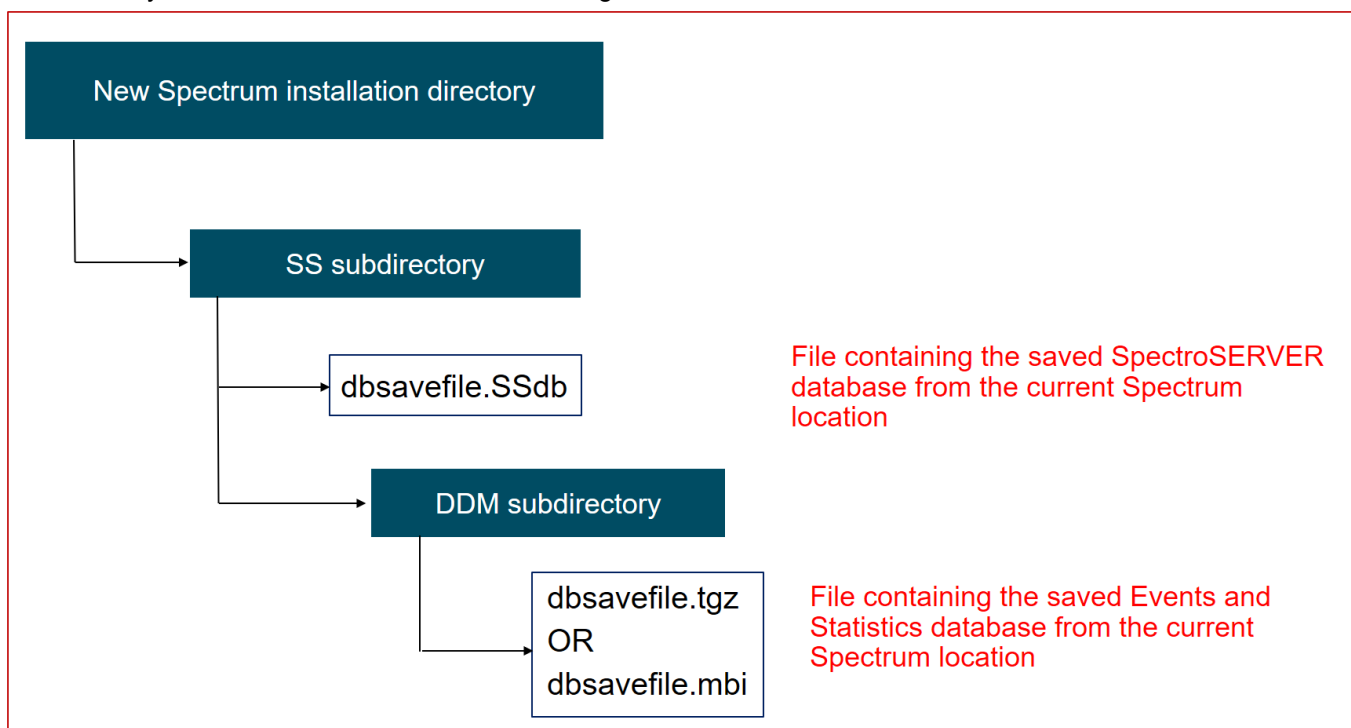 New Spectrum installation directory
SS subdirectory
dbsavefile.SSdb
File containing the saved SpectroSERVER
database from the current Spectrum
location
DDM subdirectory
dbsavefile.tgz
OR
dbsavefile.mbi
File containing the saved Events and
Statistics database from the current
Spectrum location